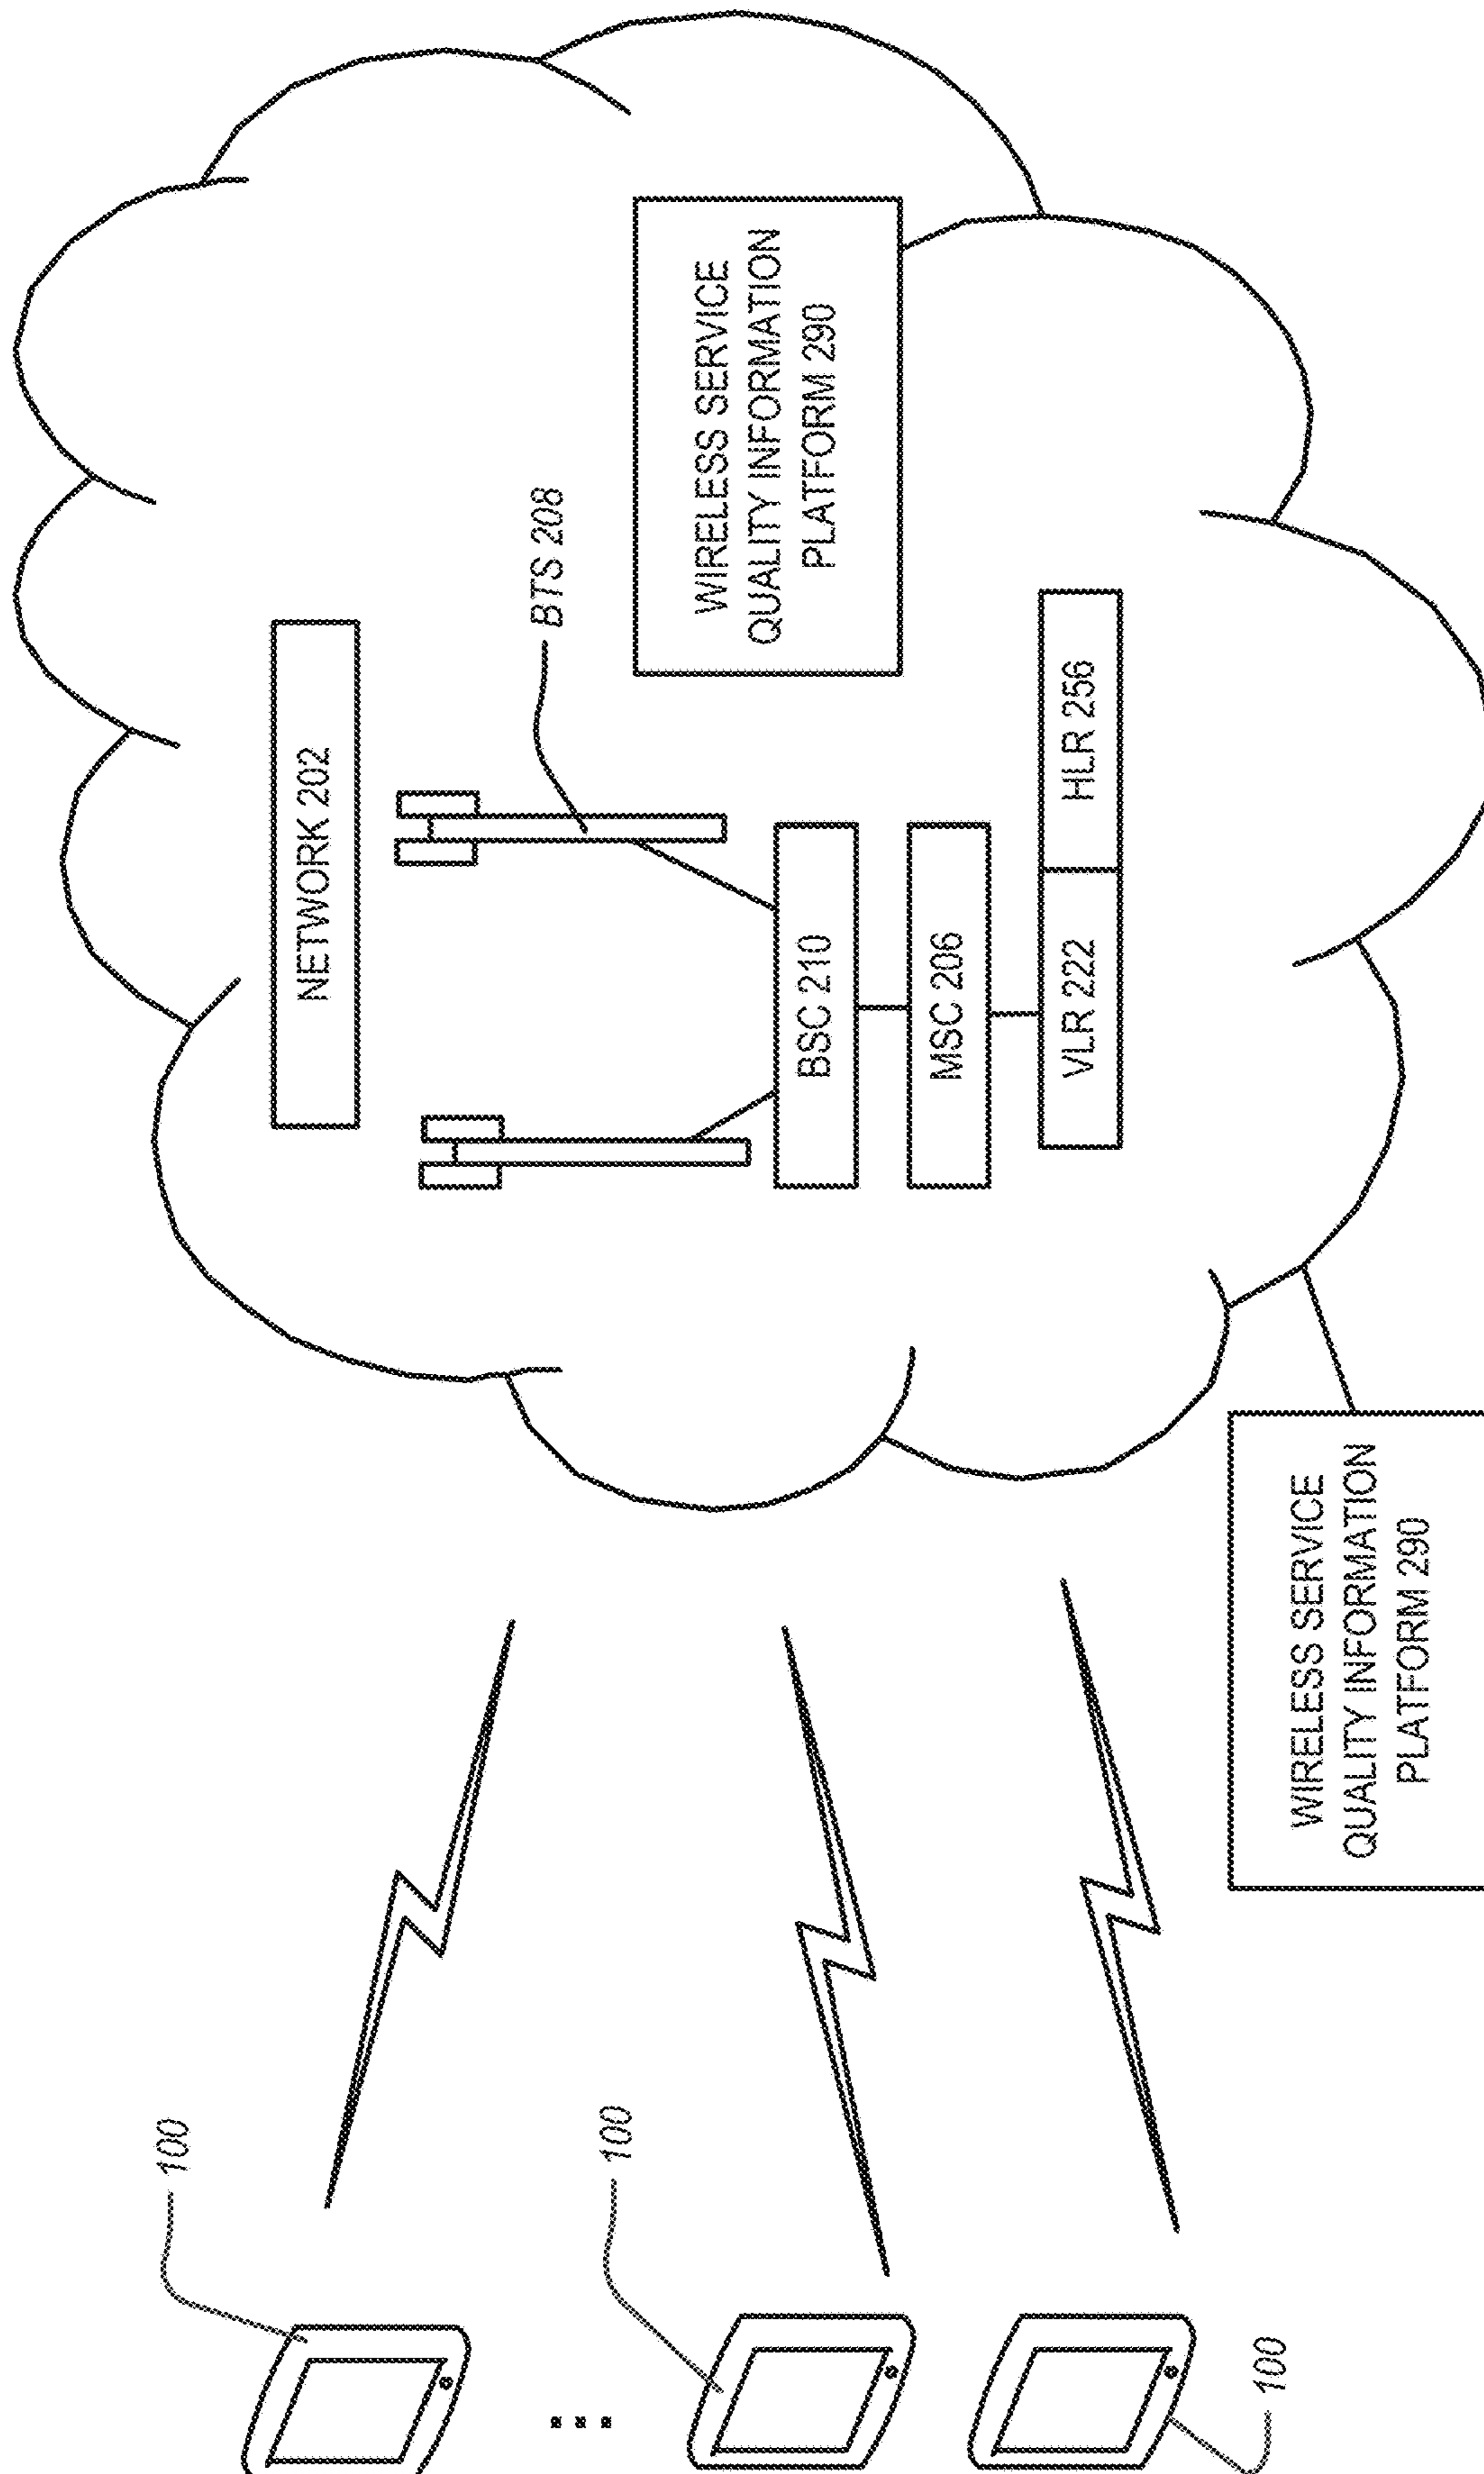 100
100
100
NETWORK 202
BTS 208
WIRELESS SERVICE
QUALITY INFORMATION
PLATFORM 290
BSC 210
MSC 206
VLR 222
HLR 256
WIRELESS SERVICE
QUALITY INFORMATION
PLATFORM 290